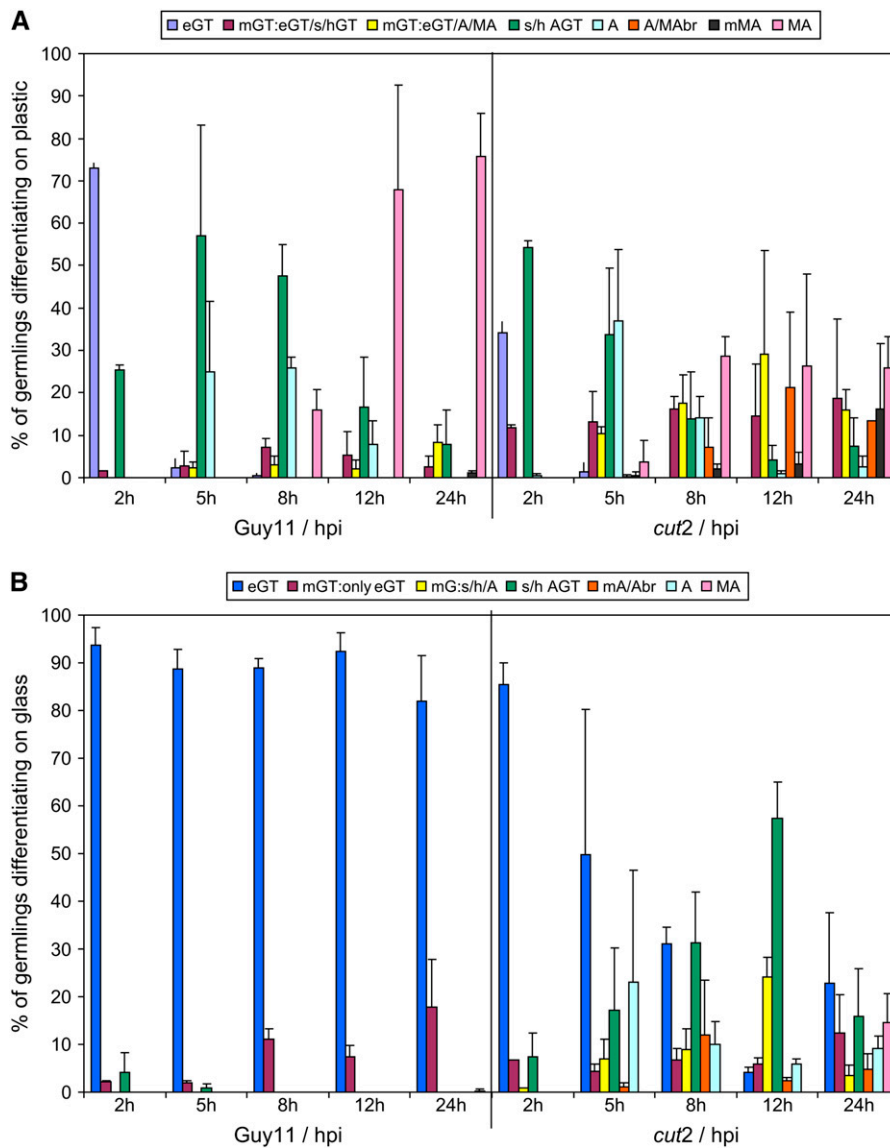 A
eGT mGT:eGT/s/hGT mGT:eGT/A/MA s/h AGT A A/MAbr mMA MA
100
90
80
70
60
50
40
30
20
10
0
% of germlings differentiating on plastic
2h 5h 8h 12h 24h 2h 5h 8h 12h 24h
Guy11 / hpi cut2 / hpi
B
eGT mGT:only eGT mG:s/h/A s/h AGT mA/Abr A MA
100
90
80
70
60
50
40
30
20
10
0
% of germlings differentiating on glass
2h 5h 8h 12h 24h 2h 5h 8h 12h 24h
Guy11 / hpi cut2 / hpi